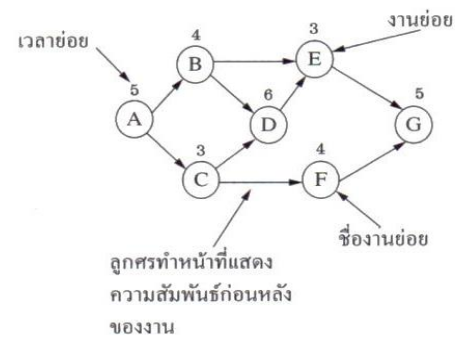 งานย่อย
เวลาย่อย
4
3
B
E
5
6
5
A
D
G
3
4
C
F
ชื่องานย่อย
ลูกศรทำหน้าที่แสดง
ความสัมพันธ์ก่อนหลัง
ของงาน